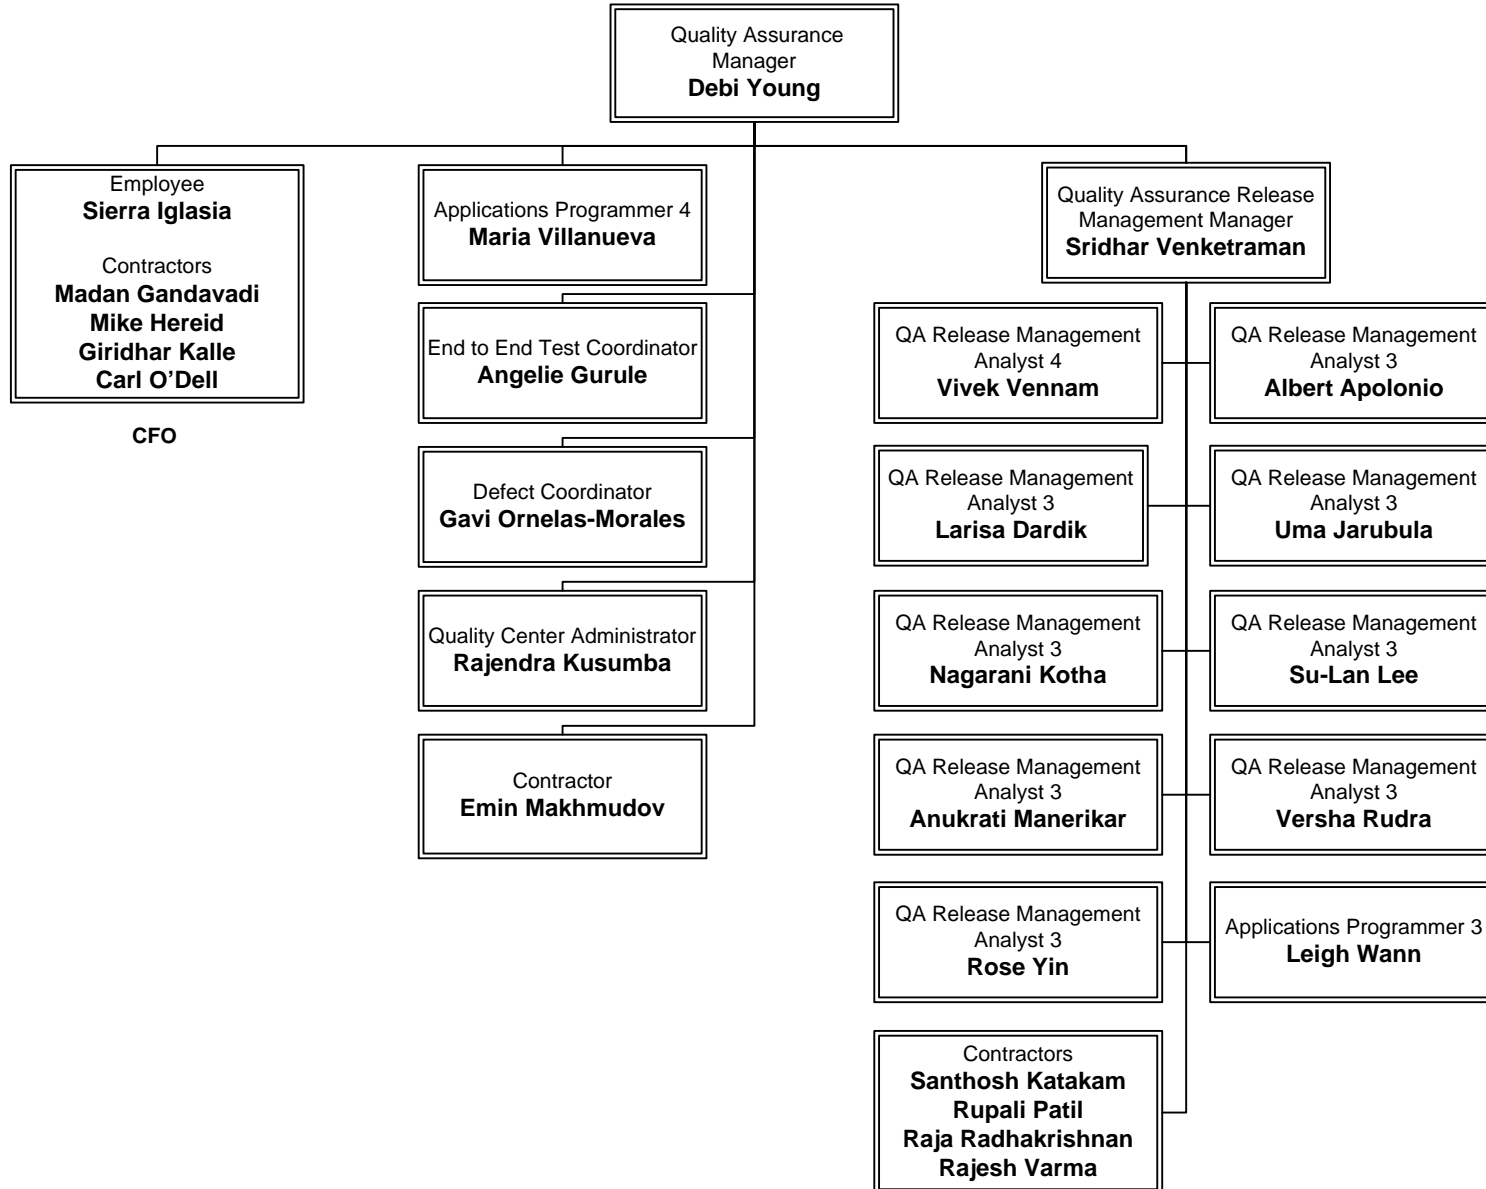 Quality Assurance
Manager
Debi Young
Employee
Sierra Iglasia
Contractors
Madan Gandavadi
Mike Hereid
Giridhar Kalle
Carl O’Dell
CFO
Applications Programmer 4
Maria Villanueva
End to End Test Coordinator
Angelie Gurule
Defect Coordinator
Gavi Ornelas-Morales
Quality Center Administrator
Rajendra Kusumba
Contractor
Emin Makhmudov
Quality Assurance Release
Management Manager
Sridhar Venketraman
QA Release Management
Analyst 4
Vivek Vennam
QA Release Management
Analyst 3
Albert Apolonio
QA Release Management
Analyst 3
Larisa Dardik
QA Release Management
Analyst 3
Uma Jarubula
QA Release Management
Analyst 3
Nagarani Kotha
QA Release Management
Analyst 3
Su-Lan Lee
QA Release Management
Analyst 3
Anukrati Manerikar
QA Release Management
Analyst 3
Versha Rudra
QA Release Management
Analyst 3
Rose Yin
Applications Programmer 3
Leigh Wann
Contractors
Santhosh Katakam
Rupali Patil
Raja Radhakrishnan
Rajesh Varma